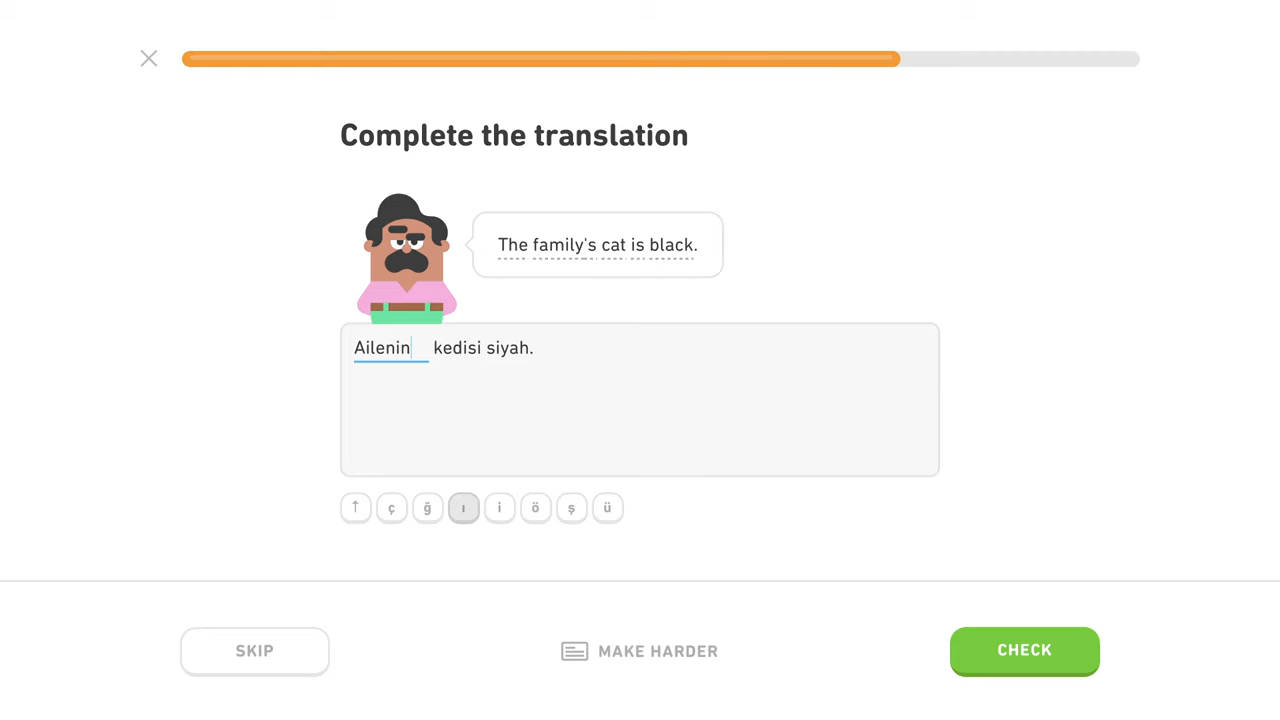 Complete the translation
The family's cat is black.
Ailenin kedisi siyah.
↑ ç ğ ı i ö ş ü
SKIP
MAKE HARDER
CHECK